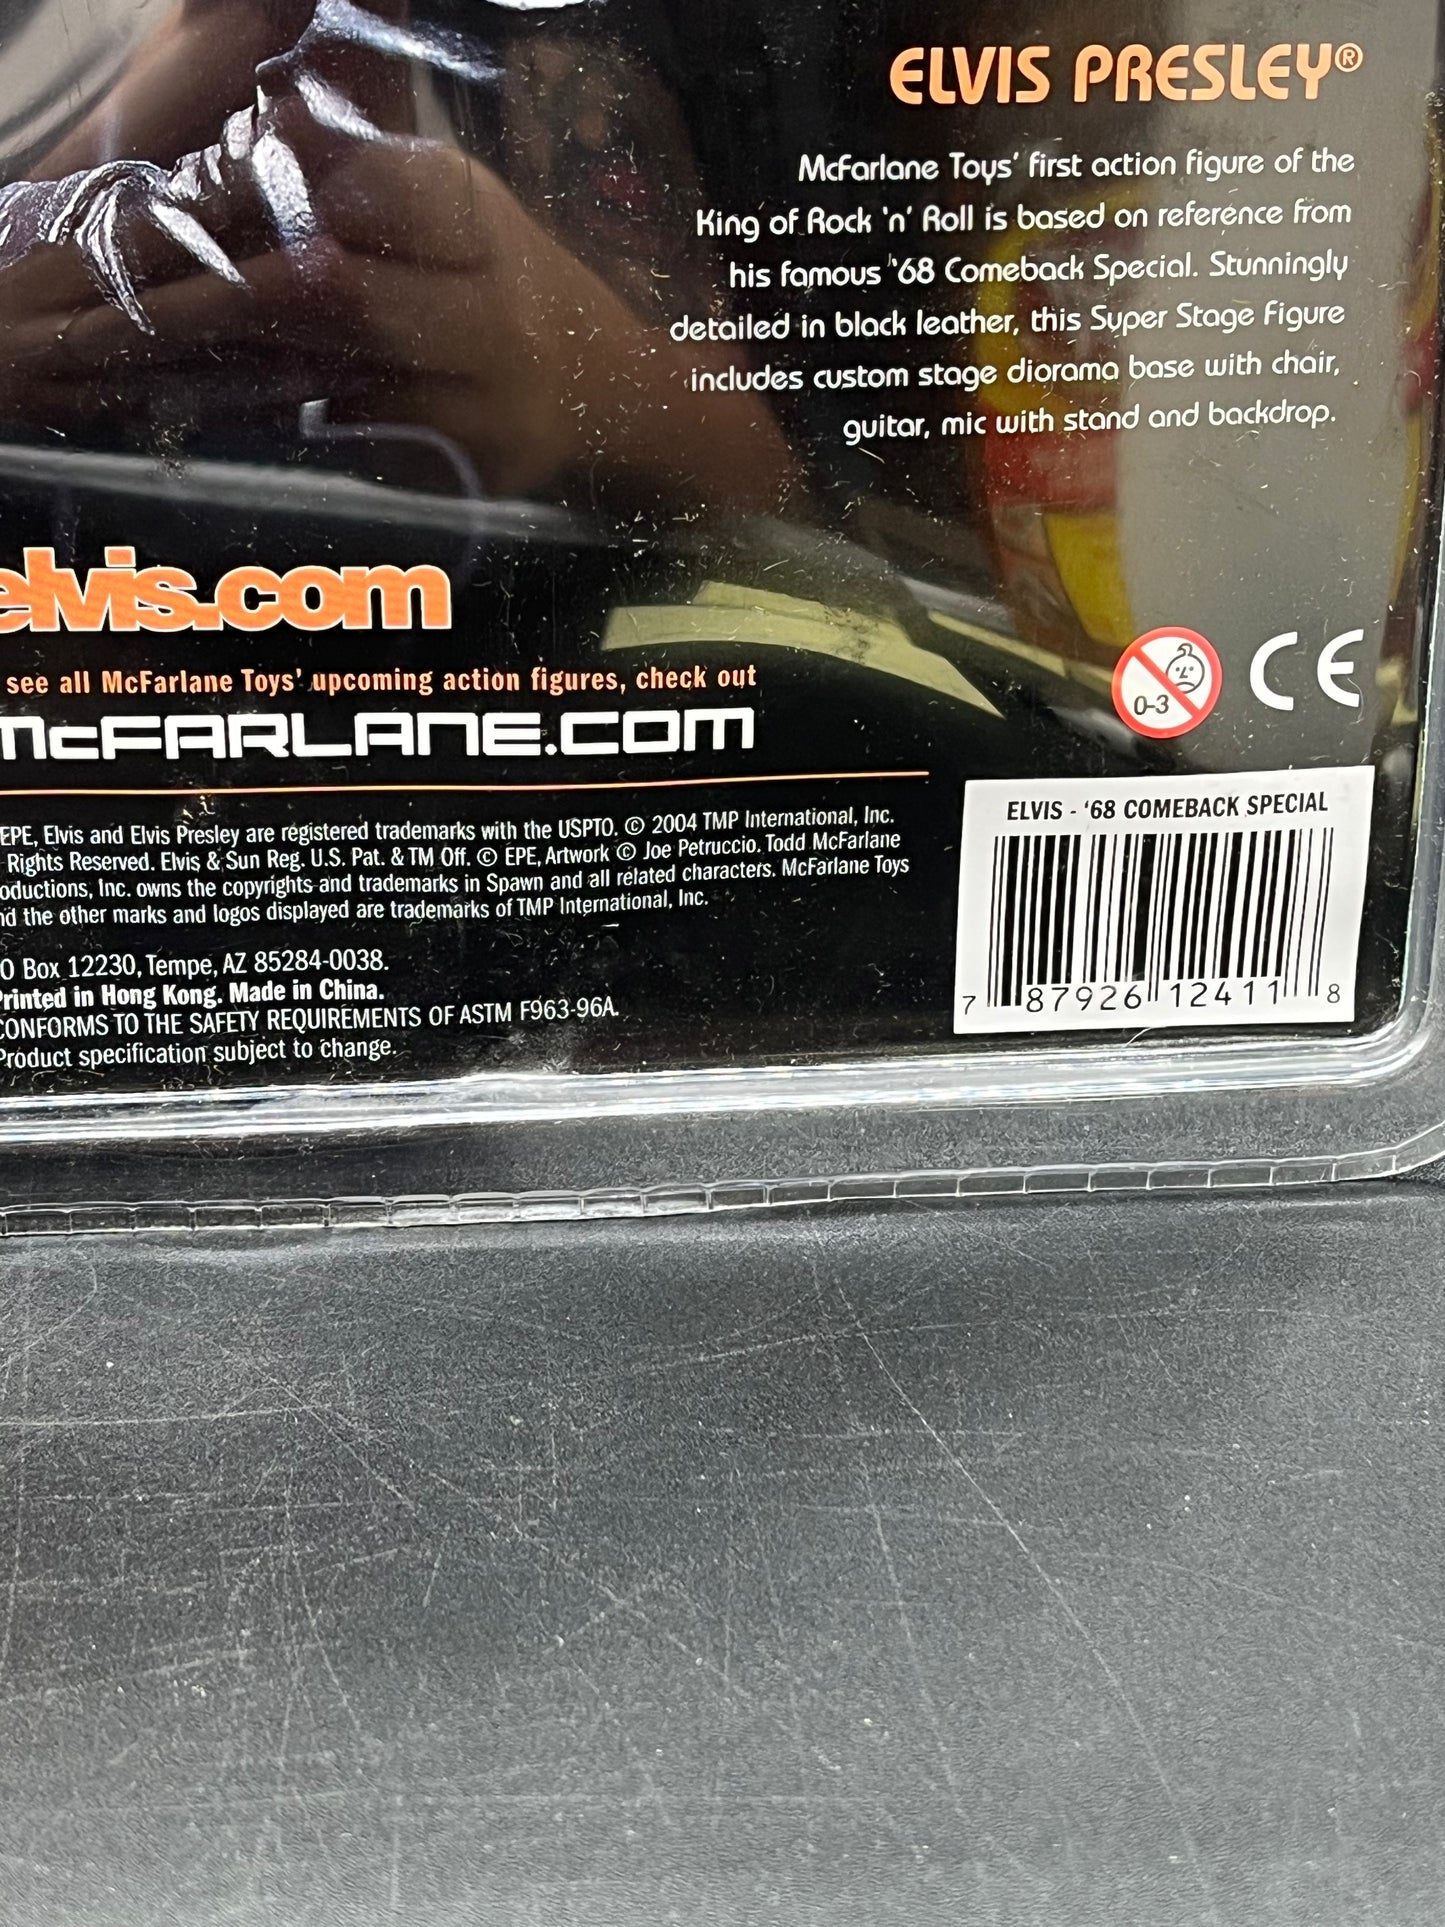 ELVIS PRESLEY®
McFarlane Toys' first action figure of the
King of Rock 'n' Roll is based on reference from
his famous '68 Comeback Special. Stunningly
detailed in black leather, this Super Stage Figure
includes custom stage diorama base with chair,
guitar, mic with stand and backdrop.
elvis.com
see all McFarlane Toys' upcoming action figures, check out
McFARLANE.COM
0-3
CE
EPE, Elvis and Elvis Presley are registered trademarks with the USPTO. © 2004 TMP International, Inc.
Rights Reserved. Elvis & Sun Reg. U.S. Pat. & TM Off. © EPE, Artwork © Joe Petruccio. Todd McFarlane
oductions, Inc. owns the copyrights and trademarks in Spawn and all related characters. McFarlane Toys
nd the other marks and logos displayed are trademarks of TMP International, Inc.
O Box 12230, Tempe, AZ 85284-0038.
Printed in Hong Kong. Made in China.
CONFORMS TO THE SAFETY REQUIREMENTS OF ASTM F963-96A.
Product specification subject to change.
ELVIS - '68 COMEBACK SPECIAL
7 87926 12411 8